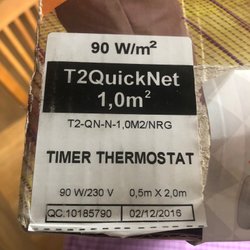 90 W/m²
T2QuickNet
1,0m²
T2-QN-N-1,0M2/NRG
TIMER THERMOSTAT
90 W/230 V 0,5m X 2,0m
QC:10185790 02/12/2016